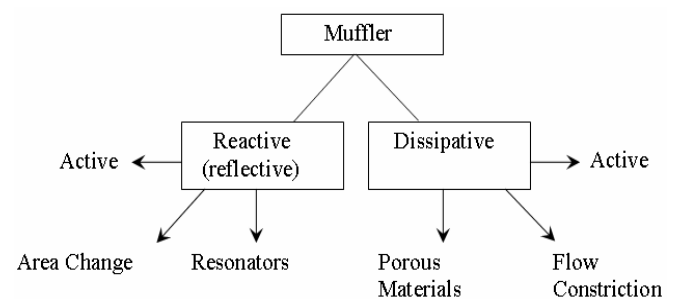 Muffler
Reactive
(reflective)
Dissipative
Active
Active
Area Change
Resonators
Porous
Materials
Flow
Constriction